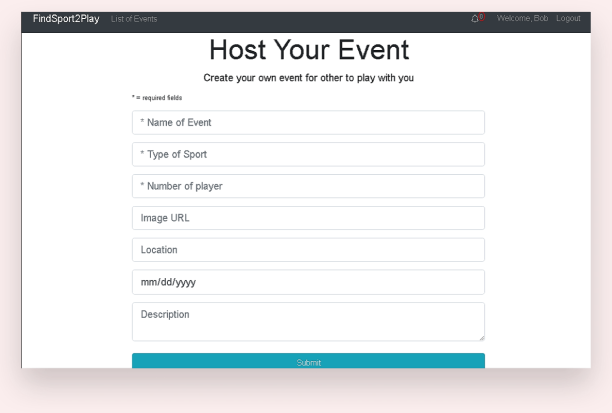 FindSport2Play List of Events Welcome, Bob Logout
Host Your Event
Create your own event for other to play with you
* = required fields
* Name of Event
* Type of Sport
* Number of player
Image URL
Location
mm/dd/yyyy
Description
Submit